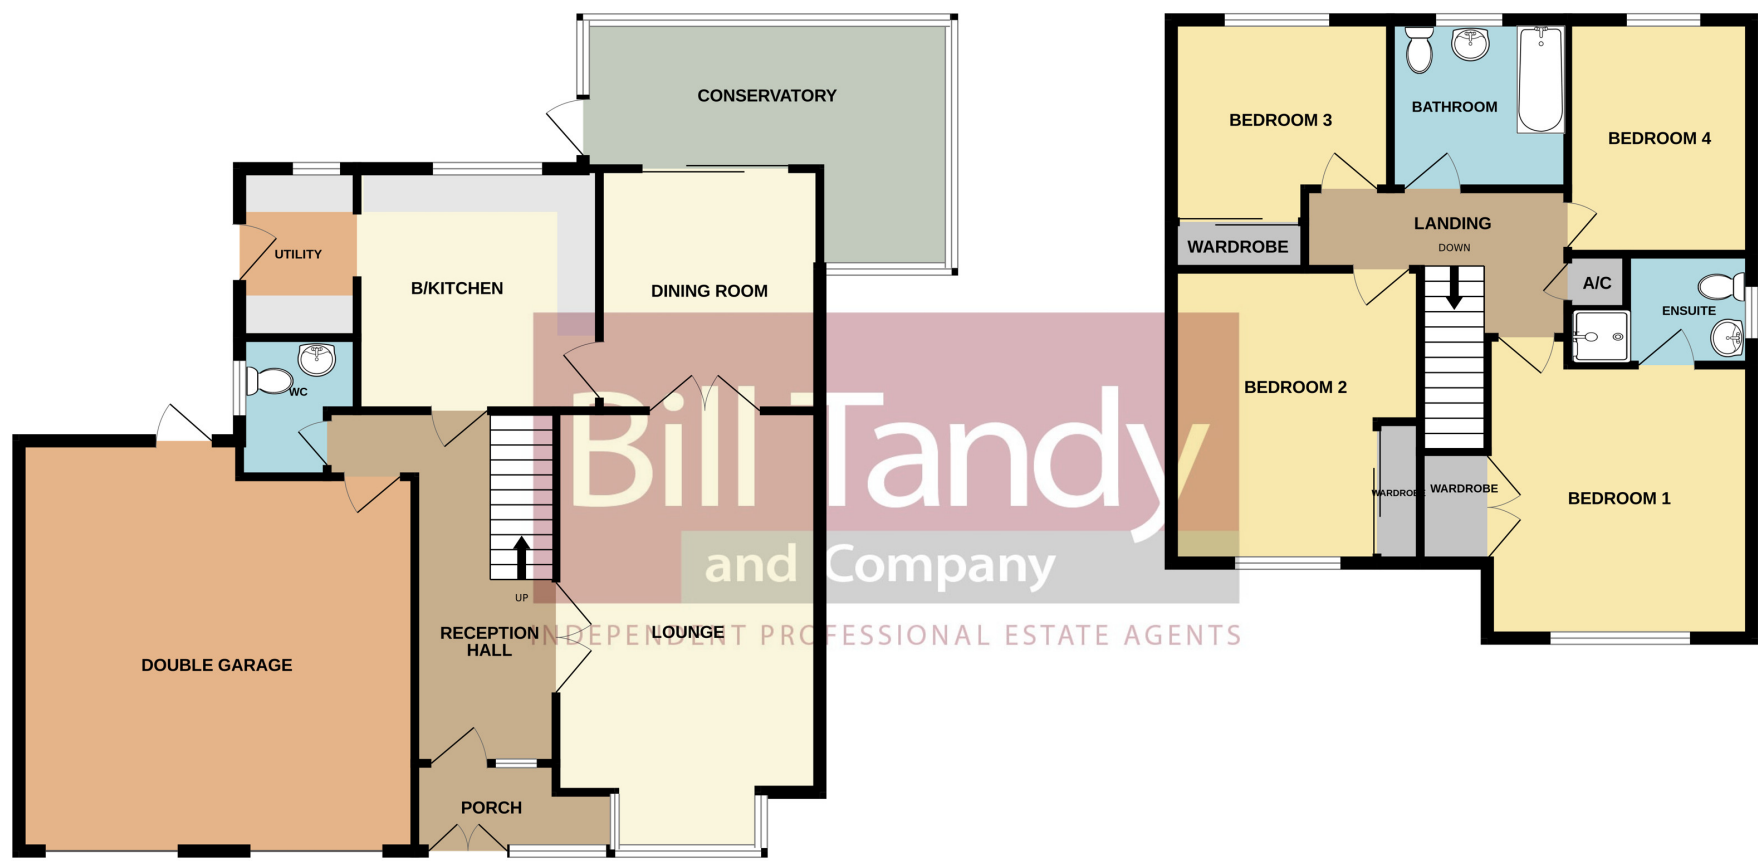 CONSERVATORY
UTILITY
B/KITCHEN
DINING ROOM
WC
UP
RECEPTION
HALL
LOUNGE
DOUBLE GARAGE
PORCH
BEDROOM 3
BATHROOM
BEDROOM 4
LANDING
DOWN
WARDROBE
A/C
ENSUITE
BEDROOM 2
WARDROBE
WARDROBE
BEDROOM 1
Bill Tandy
and Company
INDEPENDENT PROFESSIONAL ESTATE AGENTS